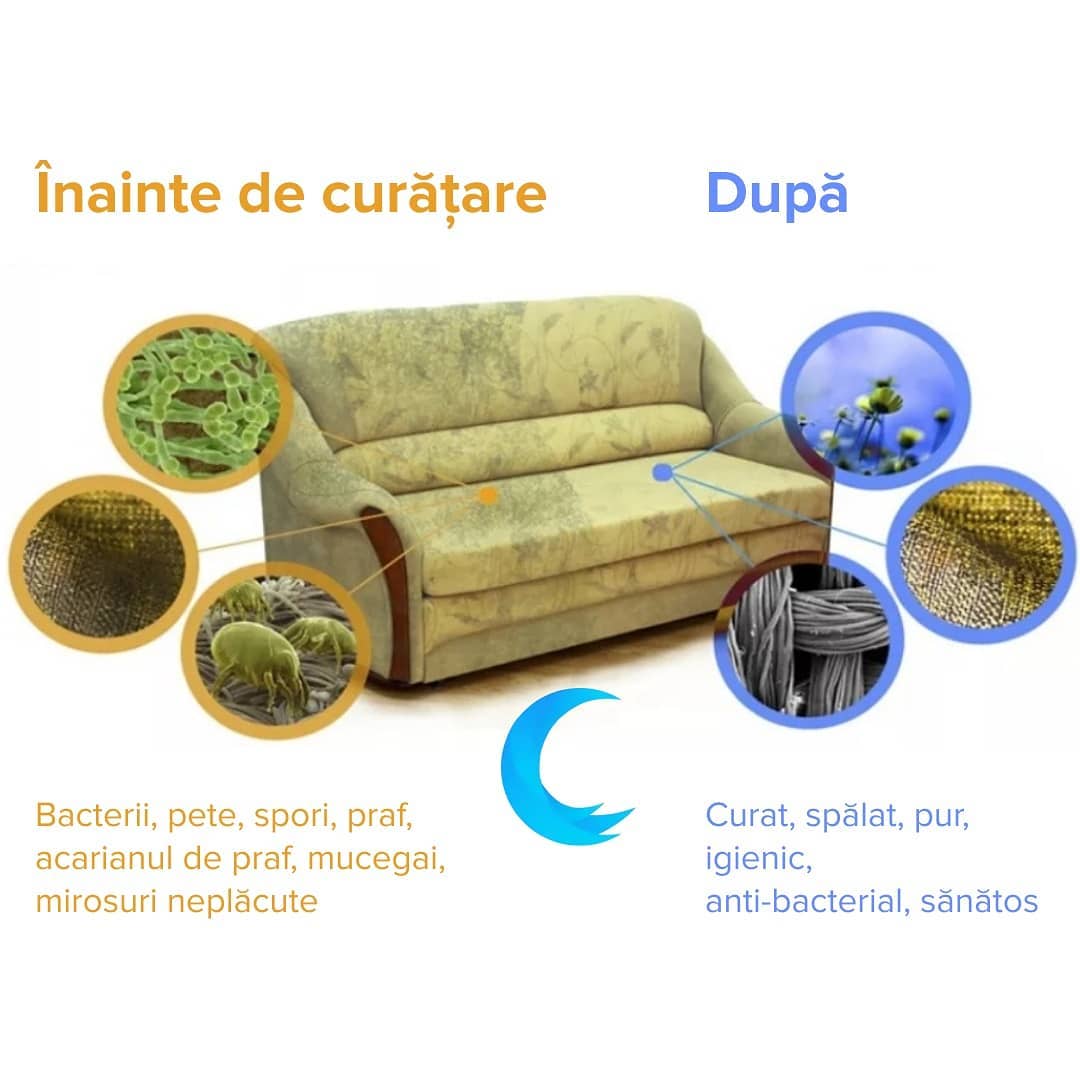 Înainte de curățare
După
Bacterii, pete, spori, praf,
acarianul de praf, mucegai,
mirosuri neplăcute
Curat, spălat, pur,
igienic,
anti-bacterial, sănătos